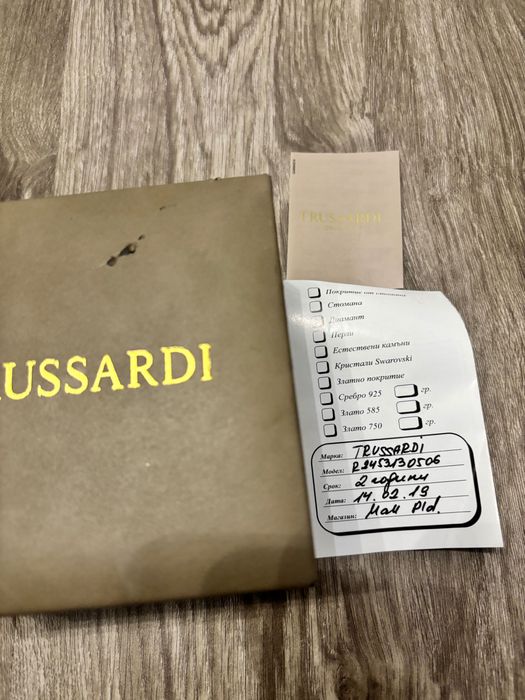 TRUSSARDI
RUSSARDI
Покритие от стомана
Стомана
Диамант
Перли
Естествени камъни
Кристали Swarovski
Златно покритие
Сребро 925 гр.
Злато 585 гр.
Злато 750 гр.
Марка: TRUSSARDI
Модел: R2453130506
Срок: 2 години
Дата: 14.02.19
Магазин: Мол Pld.